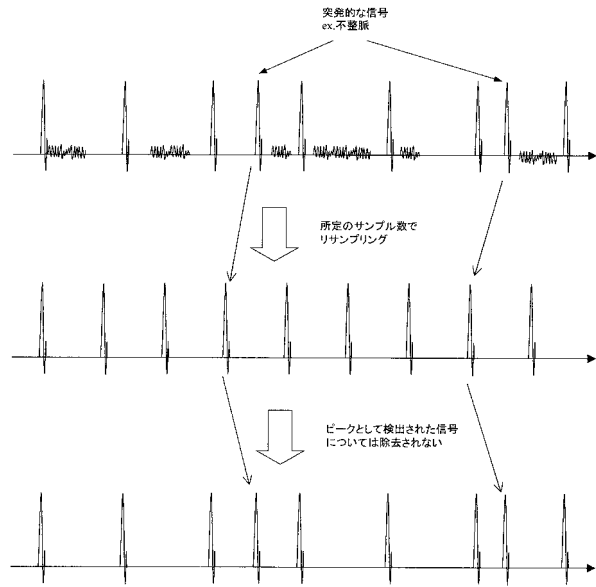 突発的な信号
ex.不整脈
所定のサンプル数で
リサンプリング
ピークとして検出された信号
については除去されない